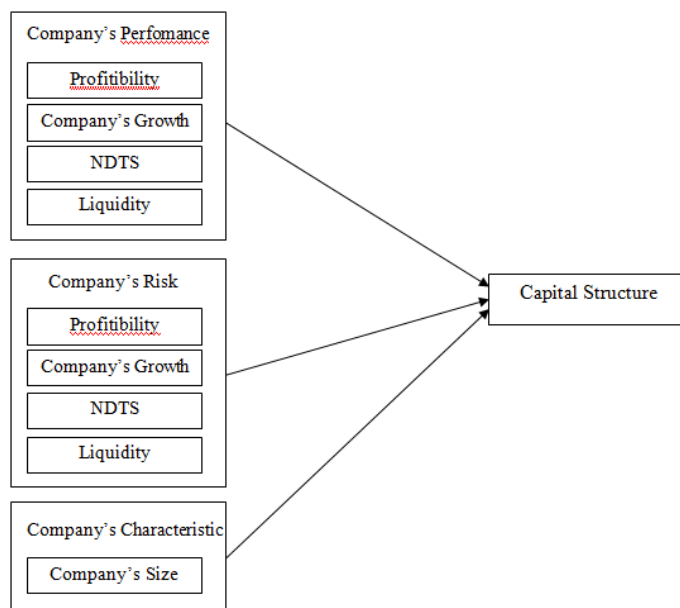 Company's Perfomance
Profitibility
Company's Growth
NDTS
Liquidity
Company's Risk
Profitibility
Company's Growth
NDTS
Liquidity
Capital Structure
Company's Characteristic
Company's Size